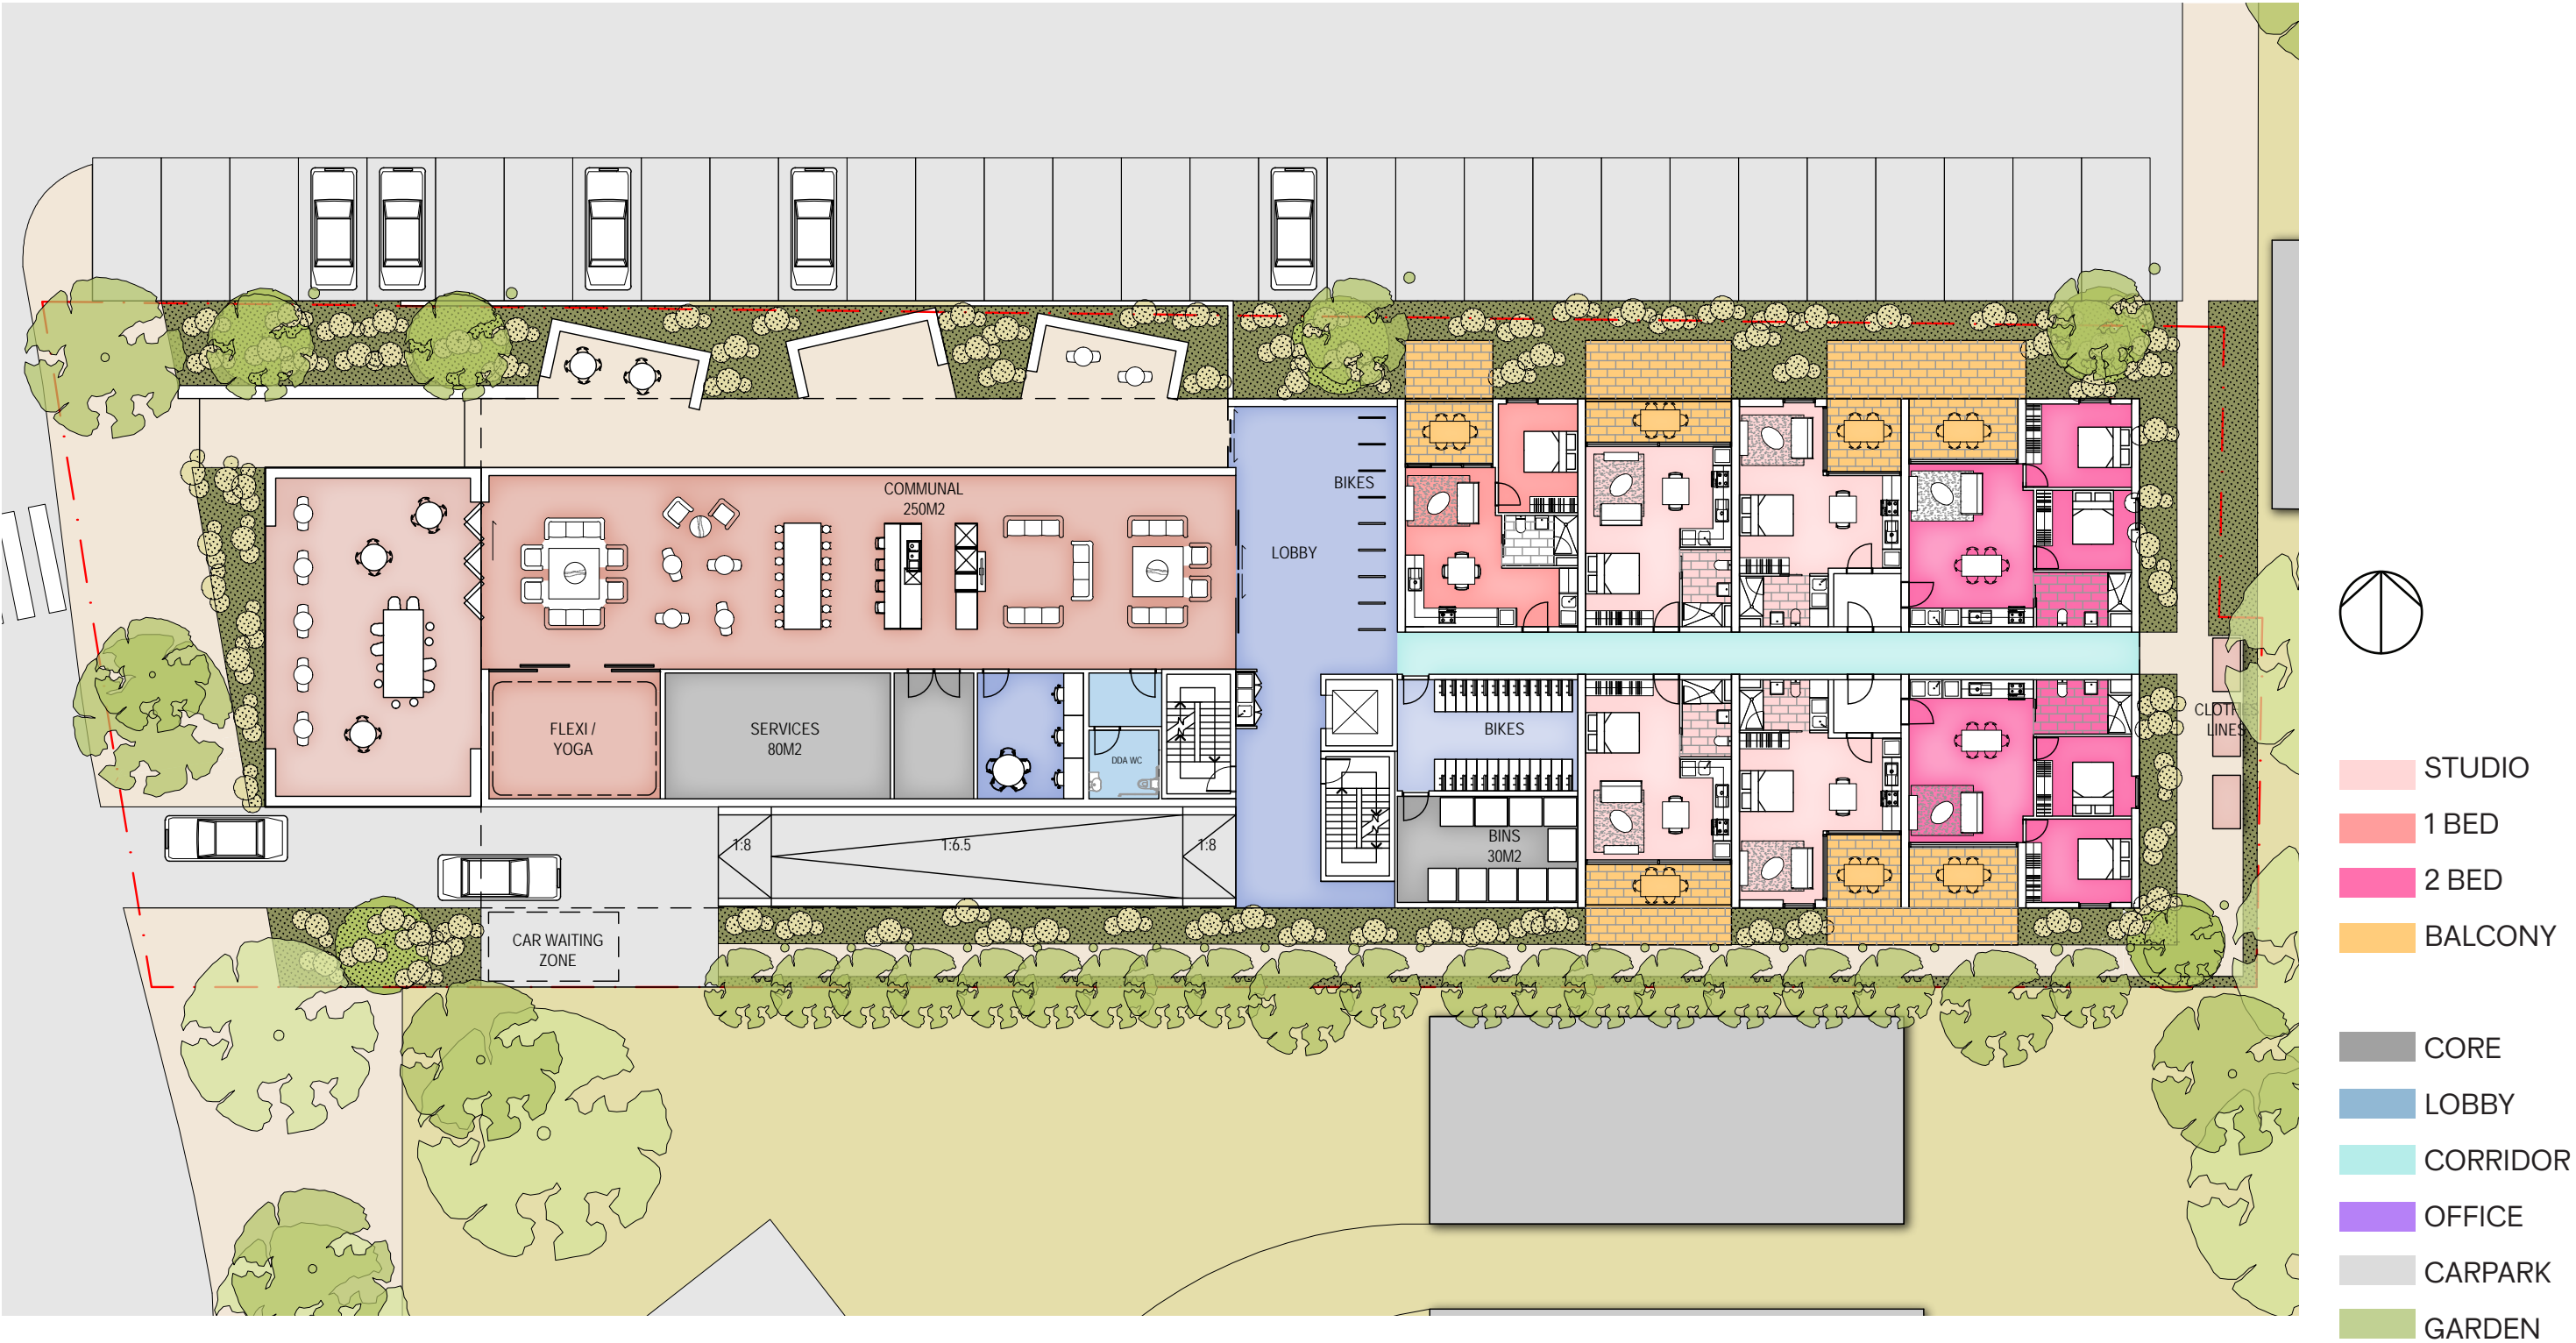 COMMUNAL
250M2
BIKES
LOBBY
FLEXI /
YOGA
SERVICES
80M2
DDA WC
BIKES
CLOTHES
LINES
BINS
30M2
1:8
1:6.5
1:8
CAR WAITING
ZONE
STUDIO
1 BED
2 BED
BALCONY
CORE
LOBBY
CORRIDOR
OFFICE
CARPARK
GARDEN